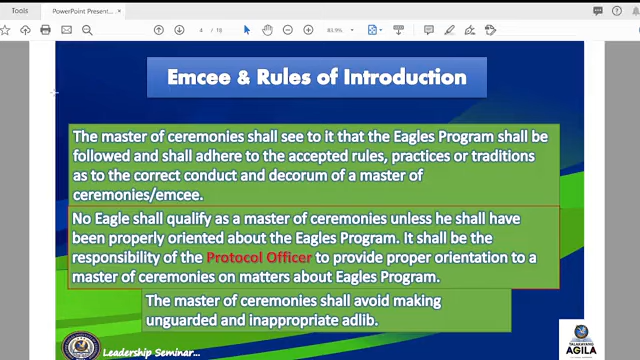 Tools
PowerPoint Present...
4 / 18
83.9%
Emcee & Rules of Introduction
The master of ceremonies shall see to it that the Eagles Program shall be
followed and shall adhere to the accepted rules, practices or traditions
as to the correct conduct and decorum of a master of
ceremonies/emcee.
No Eagle shall qualify as a master of ceremonies unless he shall have
been properly oriented about the Eagles Program. It shall be the
responsibility of the Protocol Officer to provide proper orientation to a
master of ceremonies on matters about Eagles Program.
The master of ceremonies shall avoid making
unguarded and inappropriate adlib.
Leadership Seminar...
TALAKAYANG
AGILA